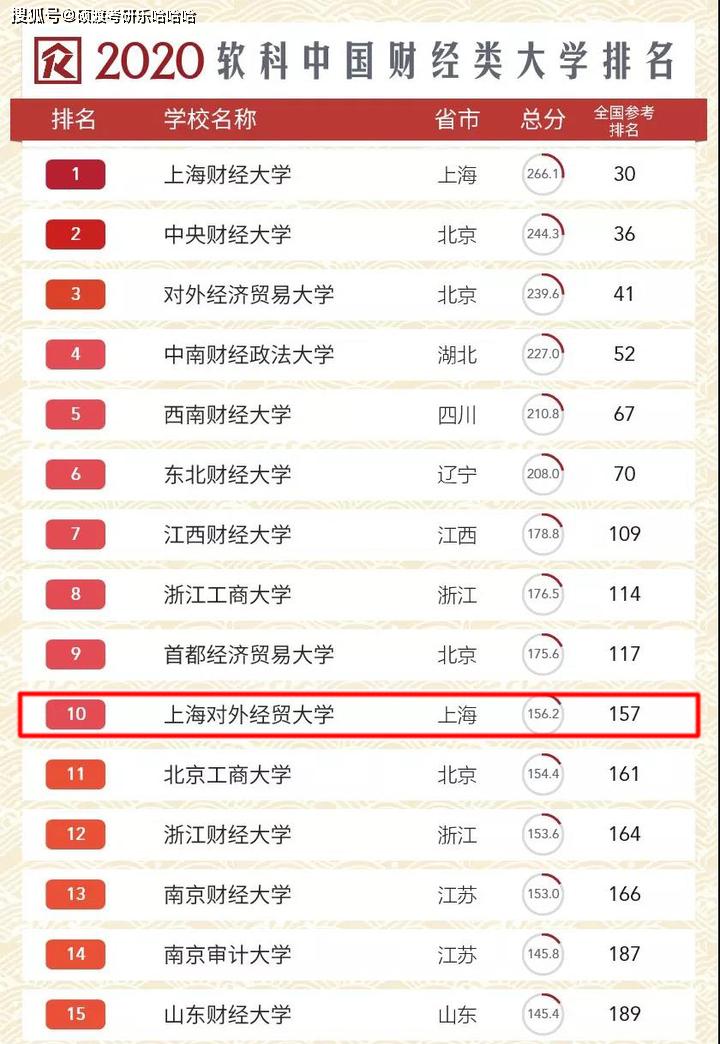 搜狐号@硕渡考研乐哈哈哈
2020软科中国财经类大学排名
排名 学校名称 省市 总分 全国参考排名
1 上海财经大学 上海 266.1 30
2 中央财经大学 北京 244.3 36
3 对外经济贸易大学 北京 239.6 41
4 中南财经政法大学 湖北 227.0 52
5 西南财经大学 四川 210.8 67
6 东北财经大学 辽宁 208.0 70
7 江西财经大学 江西 178.8 109
8 浙江工商大学 浙江 176.5 114
9 首都经济贸易大学 北京 175.6 117
10 上海对外经贸大学 上海 156.2 157
11 北京工商大学 北京 154.4 161
12 浙江财经大学 浙江 153.6 164
13 南京财经大学 江苏 153.0 166
14 南京审计大学 江苏 145.8 187
15 山东财经大学 山东 145.4 189